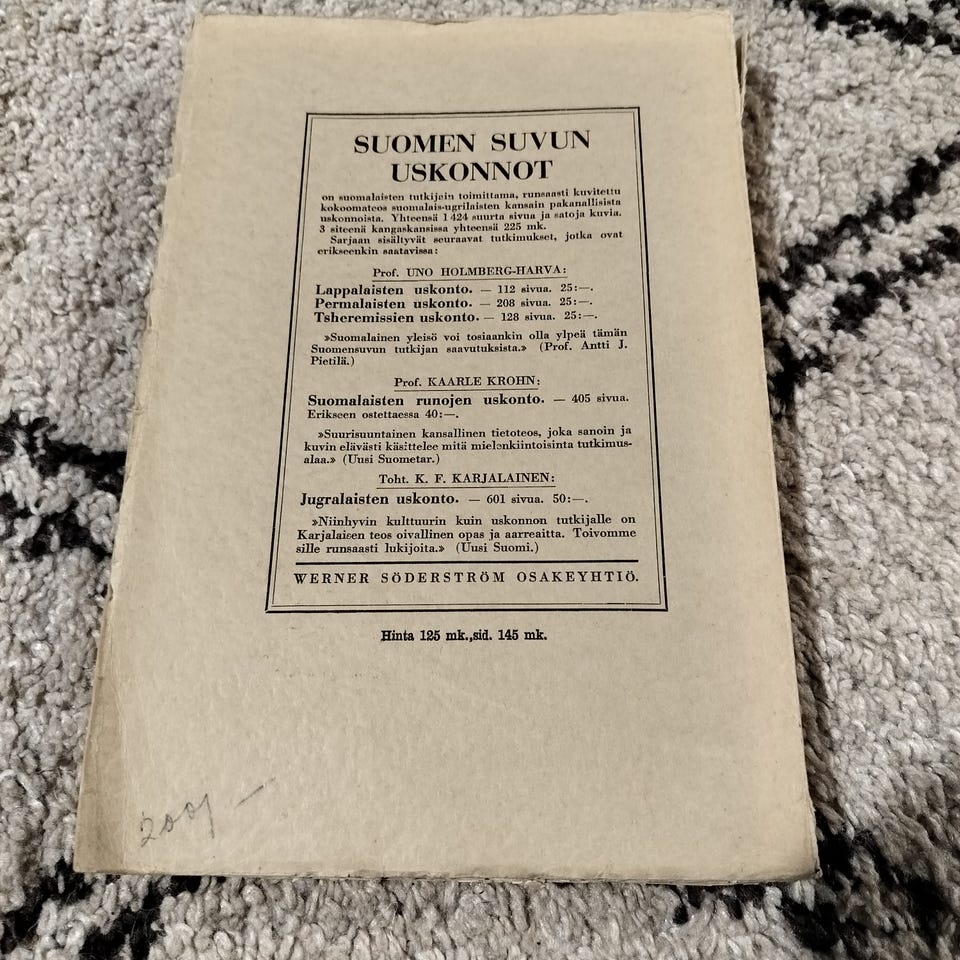 SUOMEN SUVUN
USKONNOT
on suomalaisten tutkijain toimittama, runsaasti kuvitettu
kokoomateos suomalais-ugrilaisten kansain pakanallisista
uskonnoista. Yhteensä 1 424 suurta sivua ja satoja kuvia.
3 siteenä kangaskansissa yhteensä 225 mk.
Sarjaan sisältyvät seuraavat tutkimukset, jotka ovat
erikseenkin saatavissa:
Prof. UNO HOLMBERG-HARVA:
Lappalaisten uskonto. — 112 sivua. 25:—.
Permalaisten uskonto. — 208 sivua. 25:—.
Tsheremissien uskonto. — 128 sivua. 25:—.
»Suomalainen yleisö voi tosiaankin olla ylpeä tämän
Suomensuvun tutkijan saavutuksista.» (Prof. Antti J.
Pietilä.)
Prof. KAARLE KROHN:
Suomalaisten runojen uskonto. — 405 sivua.
Erikseen ostettaessa 40:—.
»Suurisuuntainen kansallinen tietoteos, joka sanoin ja
kuvin elävästi käsittelee mitä mielenkiintoisinta tutkimus-
alaa.» (Uusi Suometar.)
Toht. K. F. KARJALAINEN:
Jugralaisten uskonto. — 601 sivua. 50:—.
»Niinhyvin kulttuurin kuin uskonnon tutkijalle on
Karjalaisen teos oivallinen opas ja aarreaitta. Toivomme
sille runsaasti lukijoita.» (Uusi Suomi.)
WERNER SÖDERSTRÖM OSAKEYHTIÖ.
Hinta 125 mk.,sid. 145 mk.